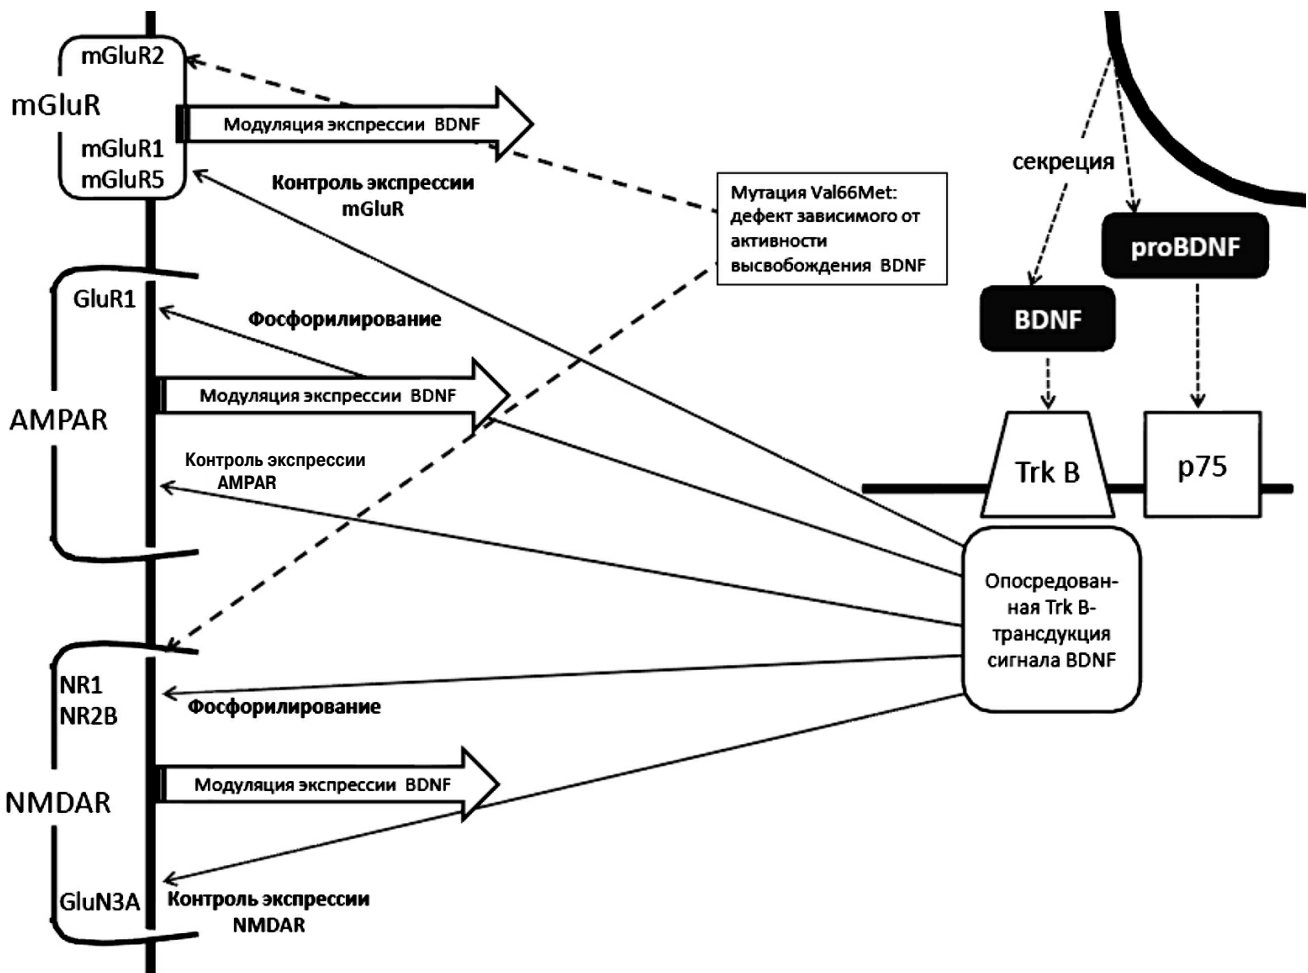 mGluR2
mGluR
mGluR1
mGluR5
Модуляция экспрессии BDNF
Контроль экспрессии
mGluR
Мутация Val66Met:
дефект зависимого от
активности
высвобождения BDNF
секреция
proBDNF
BDNF
Trk B
p75
GluR1
Фосфорилирование
AMPAR
Модуляция экспрессии BDNF
Контроль экспрессии
AMPAR
Опосредован-
ная Trk B-
трансдукция
сигнала BDNF
NR1
NR2B
Фосфорилирование
NMDAR
Модуляция экспрессии BDNF
GluN3A
Контроль экспрессии
NMDAR